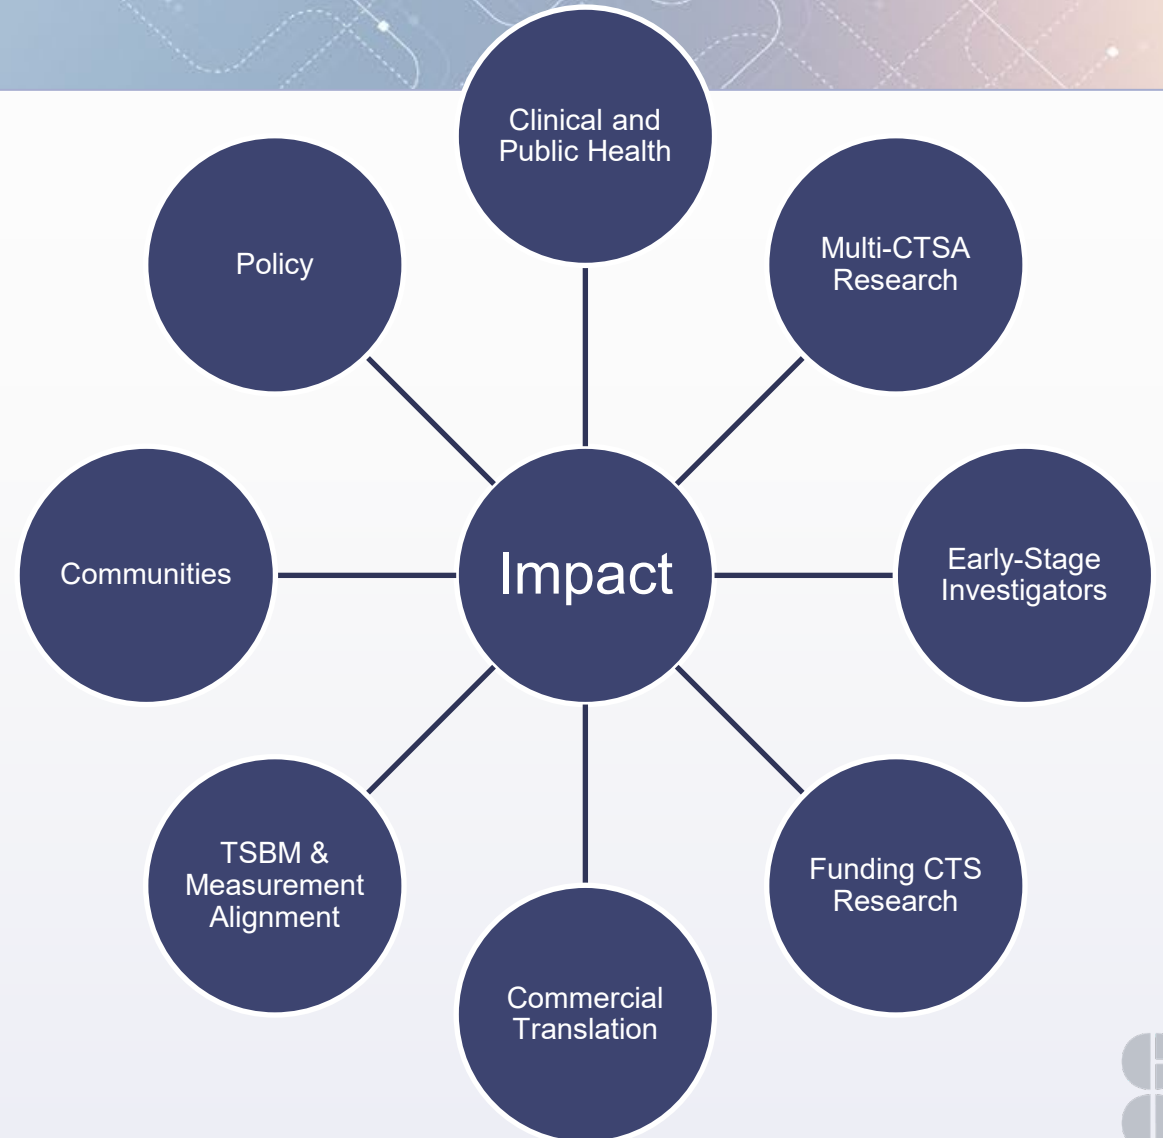 Clinical and
Public Health
Policy
Multi-CTSA
Research
Communities
Impact
Early-Stage
Investigators
TSBM &
Measurement
Alignment
Funding CTS
Research
Commercial
Translation